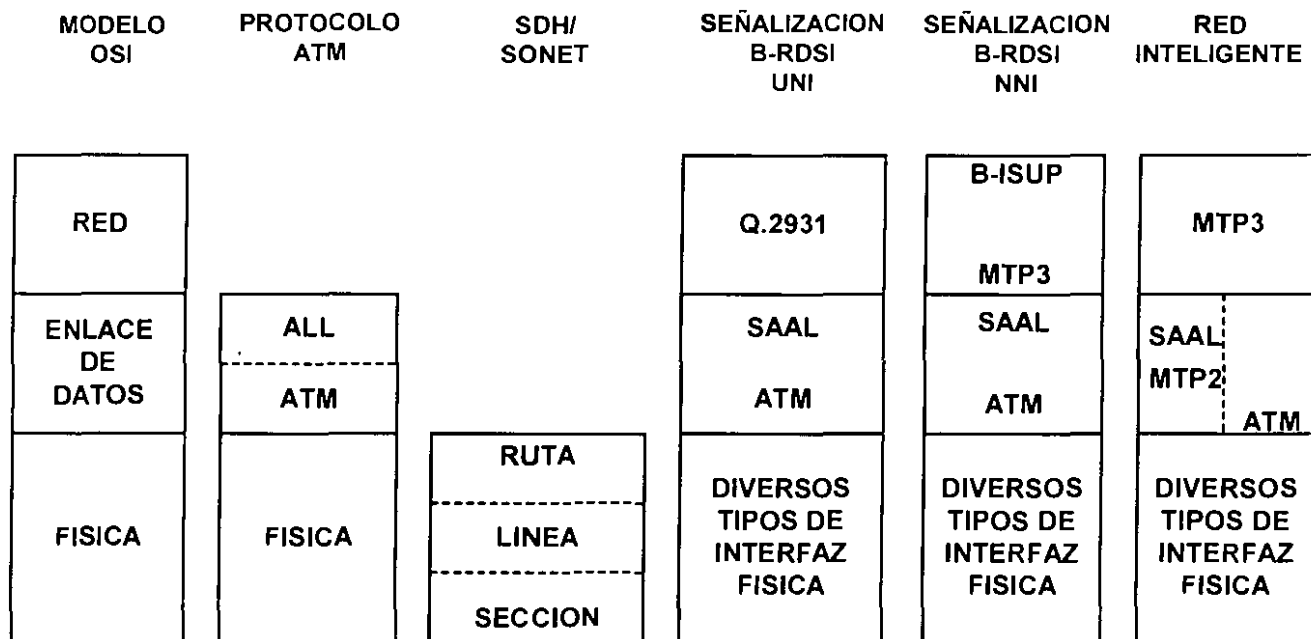 MODELO
OSI
PROTOCOLO
ATM
SDH/
SONET
SEÑALIZACION
B-RDSI
UNI
SEÑALIZACION
B-RDSI
NNI
RED
INTELIGENTE
RED
ENLACE
DE
DATOS
FISICA
ALL
ATM
FISICA
RUTA
LINEA
SECCION
Q.2931
SAAL
ATM
DIVERSOS
TIPOS DE
INTERFAZ
FISICA
B-ISUP
MTP3
SAAL
ATM
DIVERSOS
TIPOS DE
INTERFAZ
FISICA
MTP3
SAAL
MTP2
ATM
DIVERSOS
TIPOS DE
INTERFAZ
FISICA